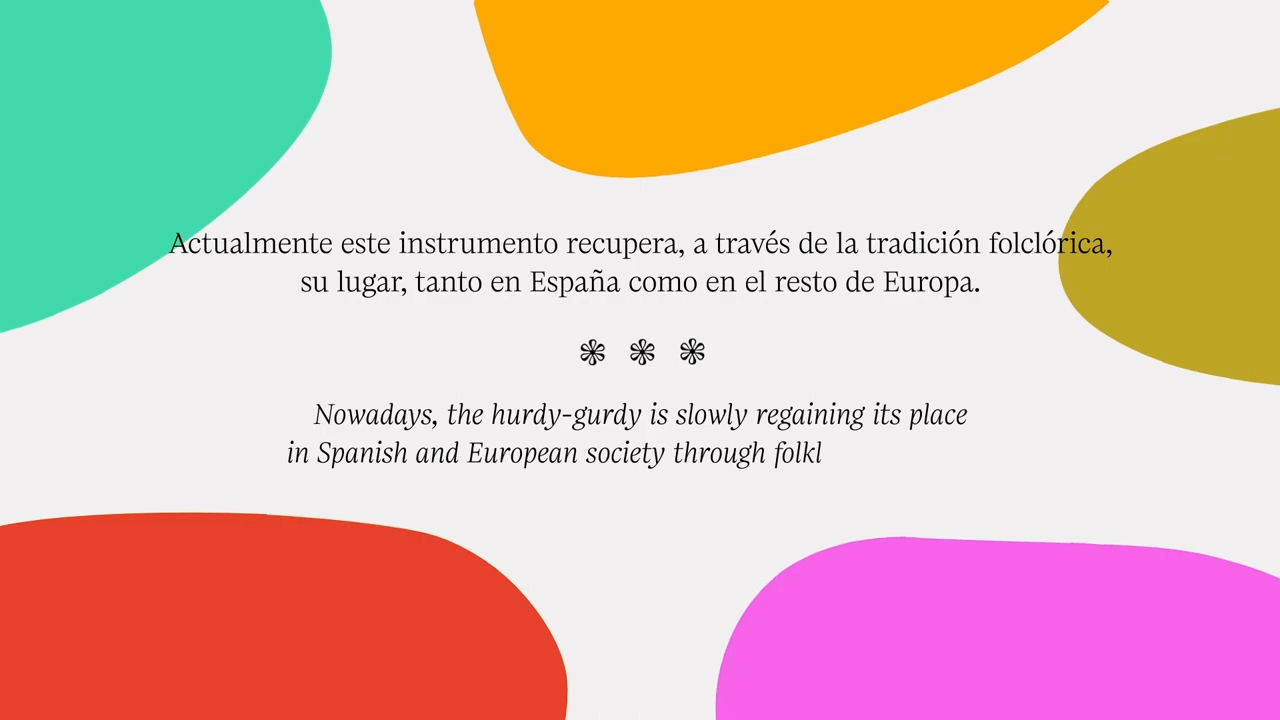 Actualmente este instrumento recupera, a través de la tradición folclórica,
su lugar, tanto en España como en el resto de Europa.
Nowadays, the hurdy-gurdy is slowly regaining its place
in Spanish and European society through folkl